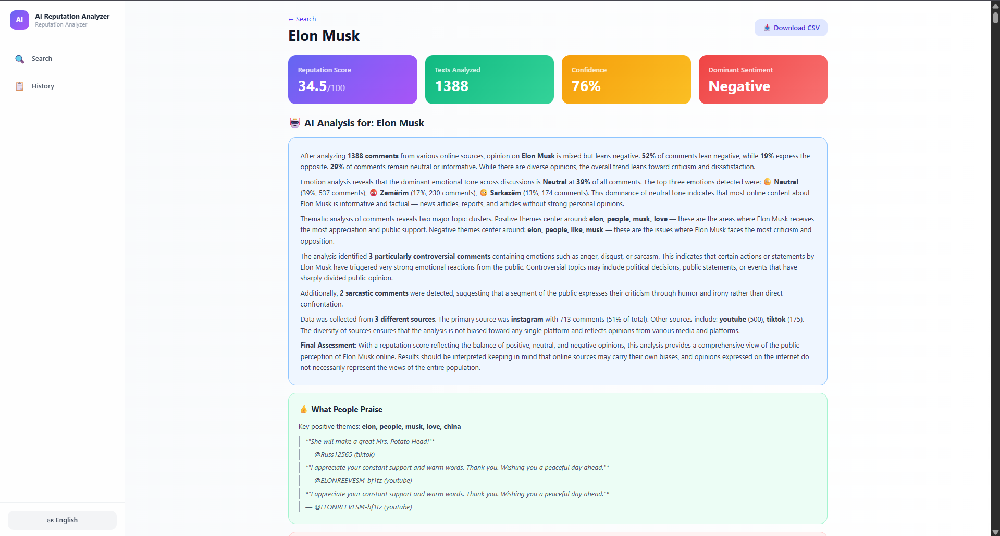 AI
AI Reputation Analyzer
Reputation Analyzer
Search
History
GB English
← Search
Elon Musk
Download CSV
Reputation Score
34.5/100
Texts Analyzed
1388
Confidence
76%
Dominant Sentiment
Negative
AI Analysis for: Elon Musk
After analyzing 1388 comments from various online sources, opinion on Elon Musk is mixed but leans negative. 52% of comments lean negative, while 19% express the
opposite. 29% of comments remain neutral or informative. While there are diverse opinions, the overall trend leans toward criticism and dissatisfaction.
Emotion analysis reveals that the dominant emotional tone across discussions is Neutral at 39% of all comments. The top three emotions detected were: 😐 Neutral
(39%, 537 comments), 😡 Zemërim (17%, 230 comments), 😏 Sarkazëm (13%, 174 comments). This dominance of neutral tone indicates that most online content about
Elon Musk is informative and factual — news articles, reports, and articles without strong personal opinions.
Thematic analysis of comments reveals two major topic clusters. Positive themes center around: elon, people, musk, love — these are the areas where Elon Musk receives
the most appreciation and public support. Negative themes center around: elon, people, like, musk — these are the issues where Elon Musk faces the most criticism and
opposition.
The analysis identified 3 particularly controversial comments containing emotions such as anger, disgust, or sarcasm. This indicates that certain actions or statements by
Elon Musk have triggered very strong emotional reactions from the public. Controversial topics may include political decisions, public statements, or events that have
sharply divided public opinion.
Additionally, 2 sarcastic comments were detected, suggesting that a segment of the public expresses their criticism through humor and irony rather than direct
confrontation.
Data was collected from 3 different sources. The primary source was instagram with 713 comments (51% of total). Other sources include: youtube (500), tiktok (175).
The diversity of sources ensures that the analysis is not biased toward any single platform and reflects opinions from various media and platforms.
Final Assessment: With a reputation score reflecting the balance of positive, neutral, and negative opinions, this analysis provides a comprehensive view of the public
perception of Elon Musk online. Results should be interpreted keeping in mind that online sources may carry their own biases, and opinions expressed on the internet do
not necessarily represent the views of the entire population.
👍 What People Praise
Key positive themes: elon, people, musk, love, china
*"She will make a great Mrs. Potato Head!"*
— @Russ12565 (tiktok)
*"I appreciate your constant support and warm words. Thank you. Wishing you a peaceful day ahead."*
— @ELONREEVESM-bf1tz (youtube)
*"I appreciate your constant support and warm words. Thank you. Wishing you a peaceful day ahead."*
— @ELONREEVESM-bf1tz (youtube)